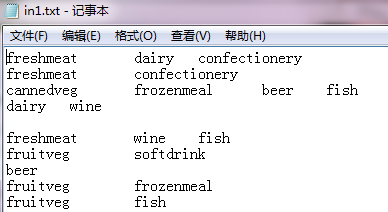 in1.txt - 记事本
文件(F) 编辑(E) 格式(O) 查看(V) 帮助(H)
freshmeat dairy confectionery
freshmeat confectionery
cannedveg frozenmeal beer fish
dairy wine
freshmeat wine fish
fruitveg softdrink
beer
fruitveg frozenmeal
fruitveg fish